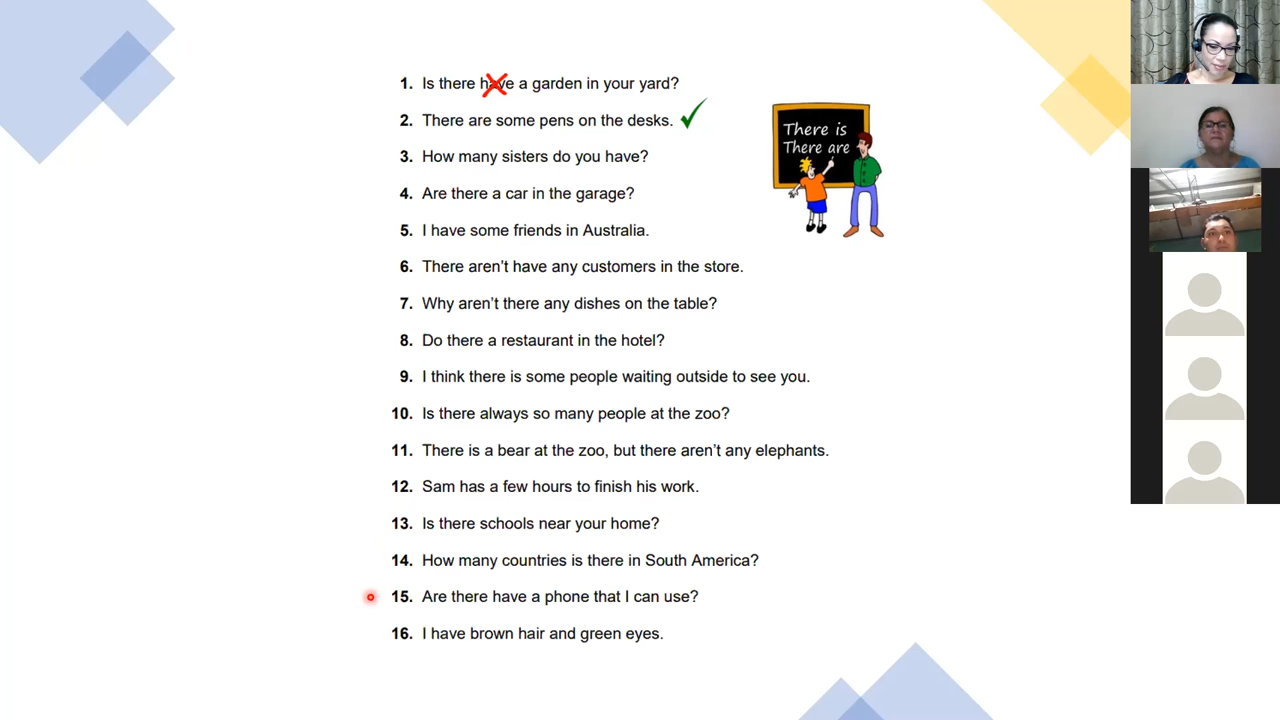 1. Is there have a garden in your yard?
2. There are some pens on the desks.
3. How many sisters do you have?
4. Are there a car in the garage?
5. I have some friends in Australia.
6. There aren’t have any customers in the store.
7. Why aren’t there any dishes on the table?
8. Do there a restaurant in the hotel?
9. I think there is some people waiting outside to see you.
10. Is there always so many people at the zoo?
11. There is a bear at the zoo, but there aren’t any elephants.
12. Sam has a few hours to finish his work.
13. Is there schools near your home?
14. How many countries is there in South America?
15. Are there have a phone that I can use?
16. I have brown hair and green eyes.
There is
There are